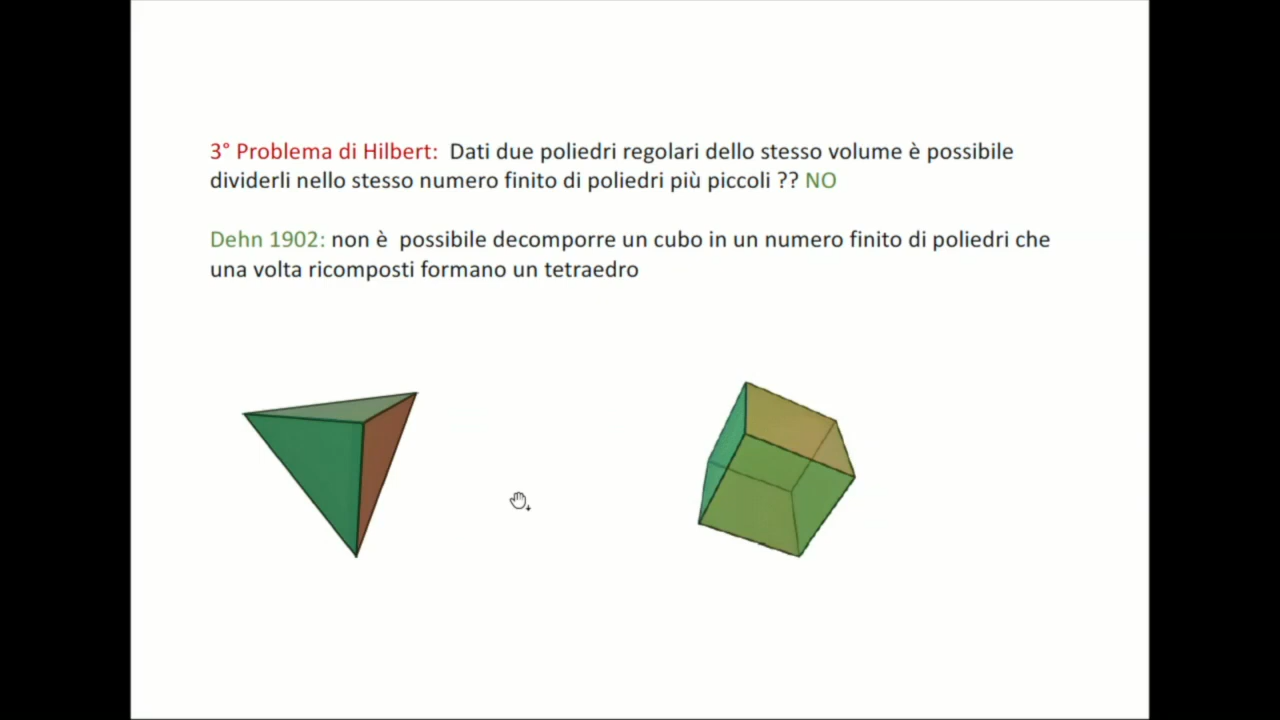 3° Problema di Hilbert:  Dati due poliedri regolari dello stesso volume è possibile
dividerli nello stesso numero finito di poliedri più piccoli ?? NO
Dehn 1902: non è  possibile decomporre un cubo in un numero finito di poliedri che
una volta ricomposti formano un tetraedro